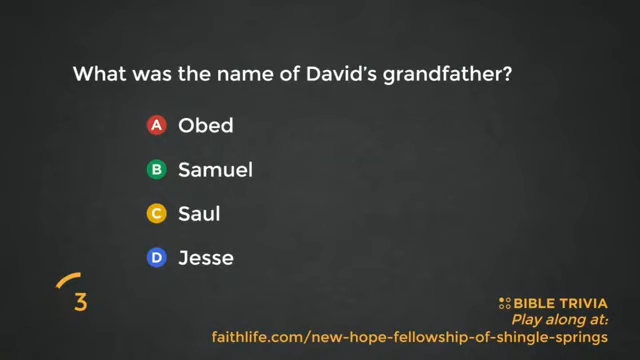 What was the name of David's grandfather?
A Obed
B Samuel
C Saul
D Jesse
3
BIBLE TRIVIA
Play along at:
faithlife.com/new-hope-fellowship-of-shingle-springs